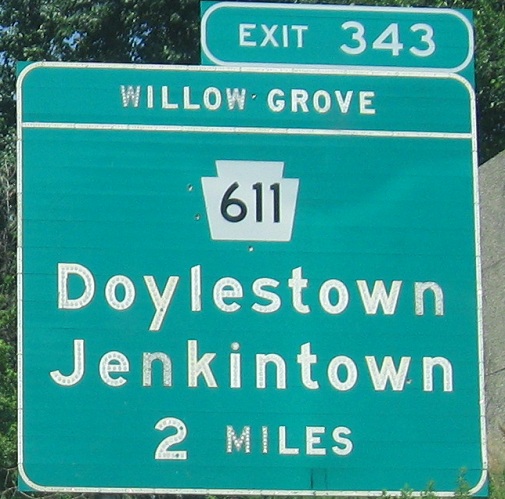 EXIT 343
WILLOW GROVE
611
Doylestown
Jenkintown
2 MILES